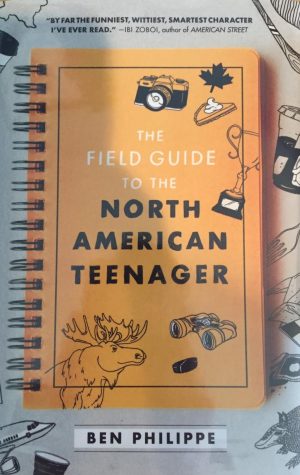 "BY FAR THE FUNNIEST, WITTIEST, SMARTEST CHARACTER
I'VE EVER READ." —IBI ZOBOI, author of AMERICAN STREET
THE
FIELD GUIDE
TO THE
NORTH
AMERICAN
TEENAGER
BEN PHILIPPE